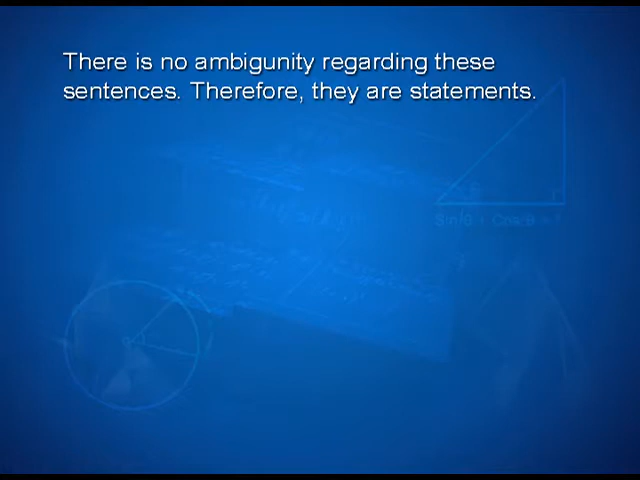 There is no ambigunity regarding these
sentences. Therefore, they are statements.